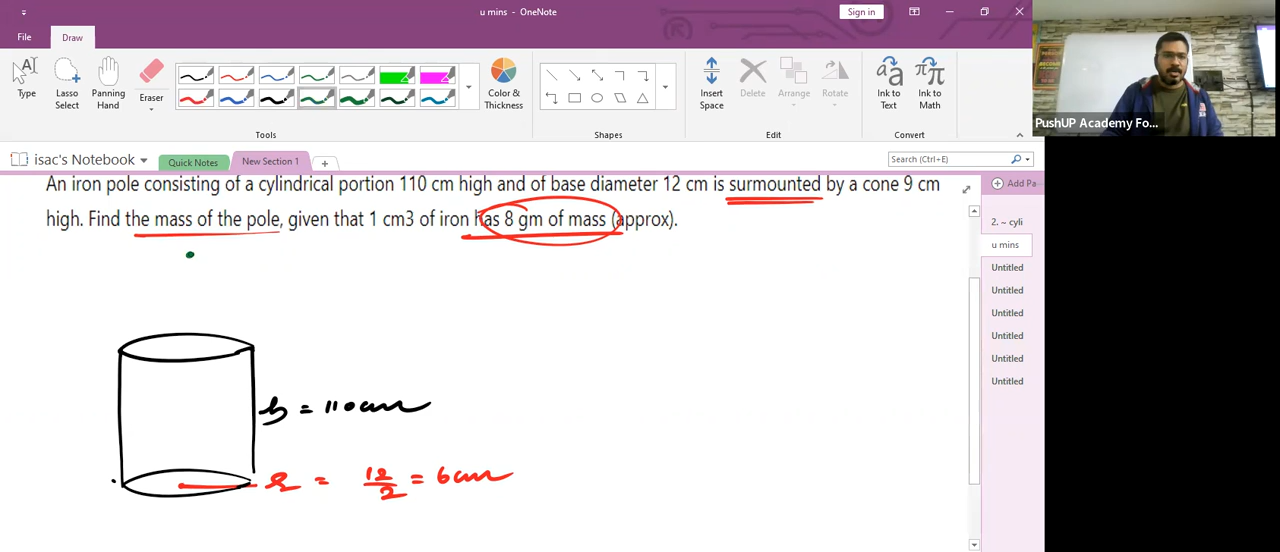 u mins - OneNote
Sign in
File
Draw
Type
Lasso
Select
Panning
Hand
Eraser
Color &
Thickness
Insert
Space
Delete
Arrange
Rotate
Ink to
Text
Ink to
Math
Tools
Shapes
Edit
Convert
PushUP Academy Fo...
isac's Notebook
Quick Notes
New Section 1
Search (Ctrl+E)
Add Pa
An iron pole consisting of a cylindrical portion 110 cm high and of base diameter 12 cm is surmounted by a cone 9 cm
high. Find the mass of the pole, given that 1 cm3 of iron has 8 gm of mass (approx).
2. ~ cyli
u mins
Untitled
Untitled
Untitled
Untitled
Untitled
Untitled
h = 110cm
r = 12/2 = 6cm